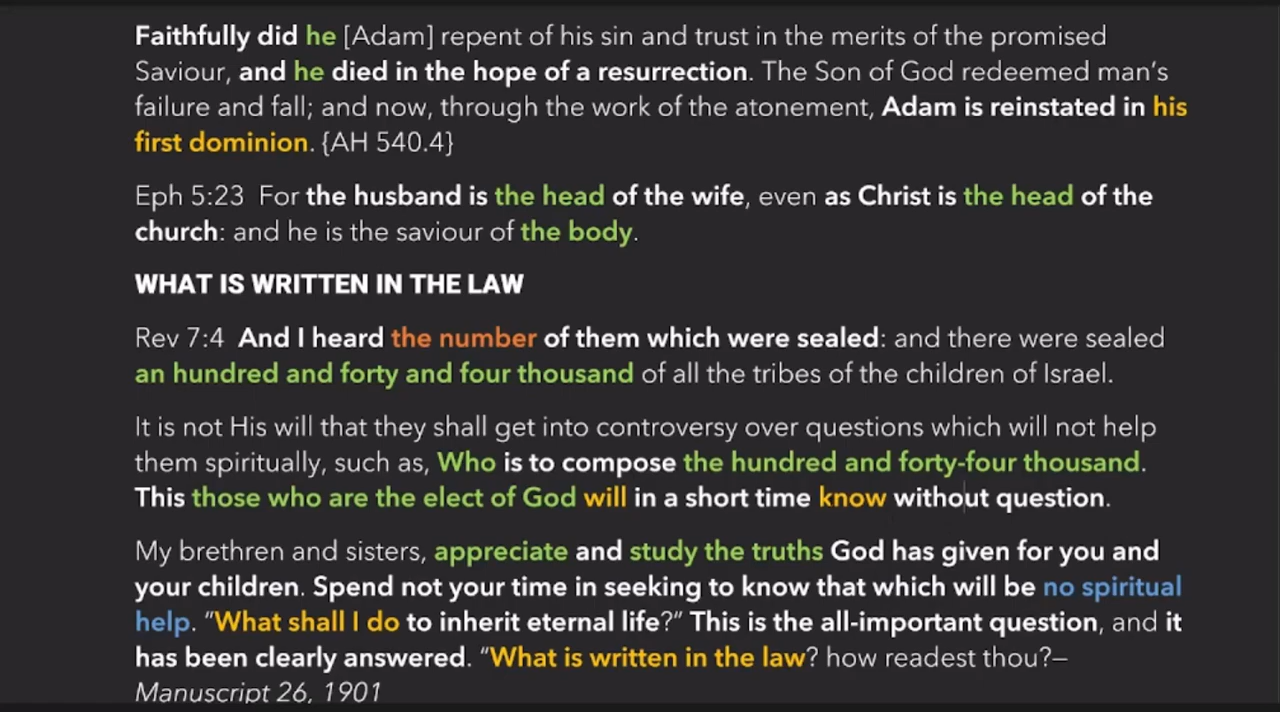 Faithfully did he [Adam] repent of his sin and trust in the merits of the promised
Saviour, and he died in the hope of a resurrection. The Son of God redeemed man's
failure and fall; and now, through the work of the atonement, Adam is reinstated in his
first dominion. {AH 540.4}
Eph 5:23 For the husband is the head of the wife, even as Christ is the head of the
church: and he is the saviour of the body.
WHAT IS WRITTEN IN THE LAW
Rev 7:4 And I heard the number of them which were sealed: and there were sealed
an hundred and forty and four thousand of all the tribes of the children of Israel.
It is not His will that they shall get into controversy over questions which will not help
them spiritually, such as, Who is to compose the hundred and forty-four thousand.
This those who are the elect of God will in a short time know without question.
My brethren and sisters, appreciate and study the truths God has given for you and
your children. Spend not your time in seeking to know that which will be no spiritual
help. "What shall I do to inherit eternal life?" This is the all-important question, and it
has been clearly answered. "What is written in the law? how readest thou?—
Manuscript 26, 1901